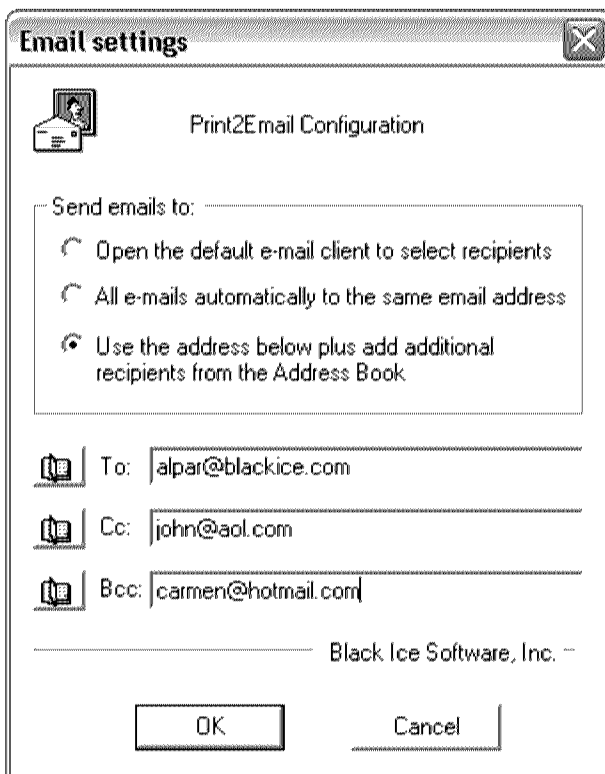 Email settings
Print2Email Configuration
Send emails to:
Open the default e-mail client to select recipients
All e-mails automatically to the same email address
Use the address below plus add additional
recipients from the Address Book
To: alpar@blackice.com
Cc: john@aol.com
Bcc: carmen@hotmail.com
Black Ice Software, Inc.
OK Cancel